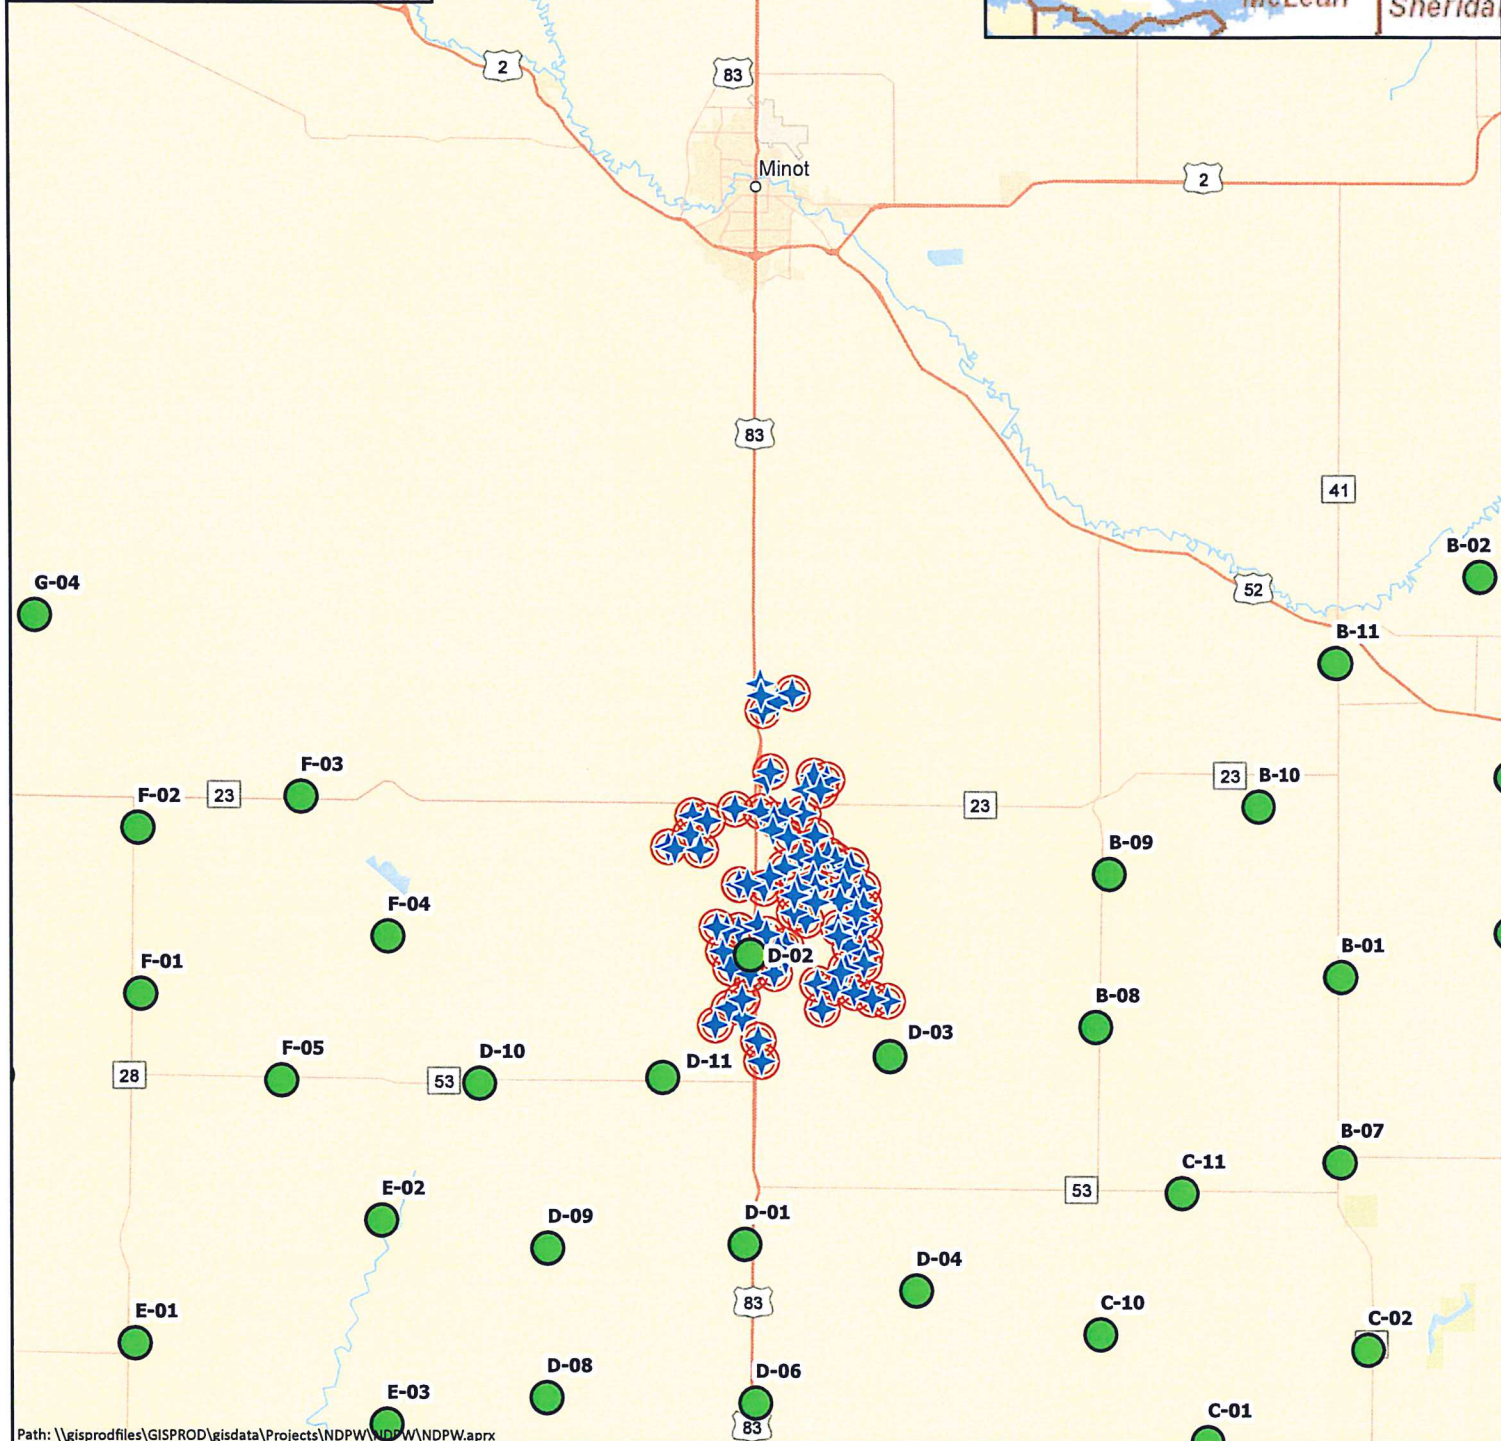 McLean
Sheridan
2
83
Minot
2
83
41
B-02
G-04
52
B-11
F-03
23
B-10
F-02
23
23
B-09
F-04
B-01
D-02
F-01
B-08
D-03
F-05
D-10
D-11
28
53
B-07
C-11
E-02
53
D-09
D-01
D-04
83
C-10
E-01
C-02
D-08
D-06
E-03
C-01
83
Path: \\gisprodfiles\GISPROD\gisdata\Projects\NDPW\NDPW\NDPW.aprx